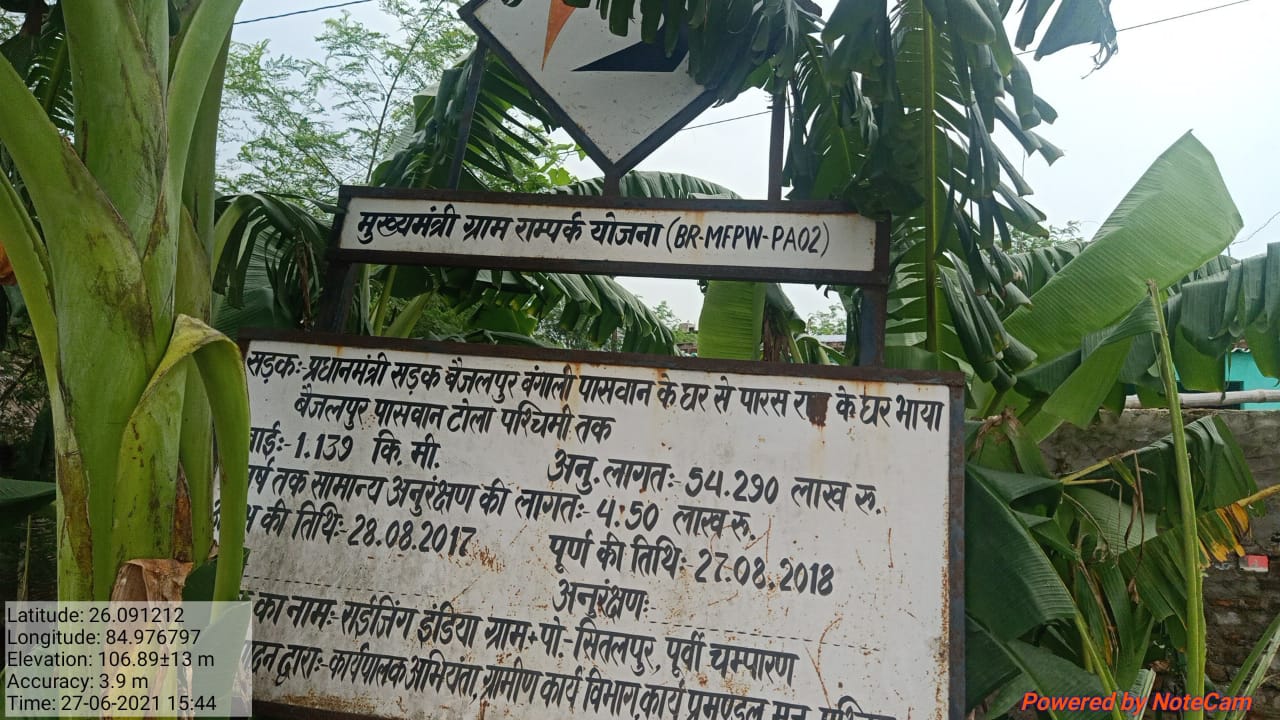 मुख्यमंत्री ग्राम सम्पर्क योजना (BR-MFPW-PA02)
सड़क:- प्रधानमंत्री सड़क बैजलपुर बंगाली पासवान के घर से पारस के घर भाया
बैजलपुर पासवान टोला पश्चिमी तक
बाई:- 1.139 कि. मी. अनु. लागत:- 54.290 लाख रु.
र्ष तक सामान्य अनुरंक्षण की लागत:- 4.50 लाख रु.
की तिथि:- 28.08.2017 पूर्ण की तिथि:- 27.08.2018
अनुरंक्षण:
का नाम:- राईजिग इंडिया ग्राम+पो-सितलपुर, पूर्वी चम्पारण
दन द्वारा:- कार्यपालक अभियंता, ग्रामीण कार्य विभाग, कार्य प्रमण्डल
Latitude: 26.091212
Longitude: 84.976797
Elevation: 106.89±13 m
Accuracy: 3.9 m
Time: 27-06-2021 15:44
Powered by NoteCam